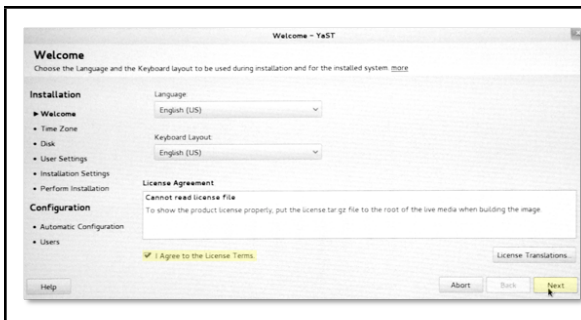 Welcome - YaST
Welcome
Choose the Language and the Keyboard layout to be used during installation and for the installed system. more
Installation
Welcome
Time Zone
Disk
User Settings
Installation Settings
Perform Installation
Configuration
Automatic Configuration
Users
Language
English (US)
Keyboard Layout
English (US)
License Agreement
Cannot read license file
To show the product license properly, put the license.tar.gz file to the root of the live media when building the image.
I Agree to the License Terms.
License Translations...
Help
Abort
Back
Next